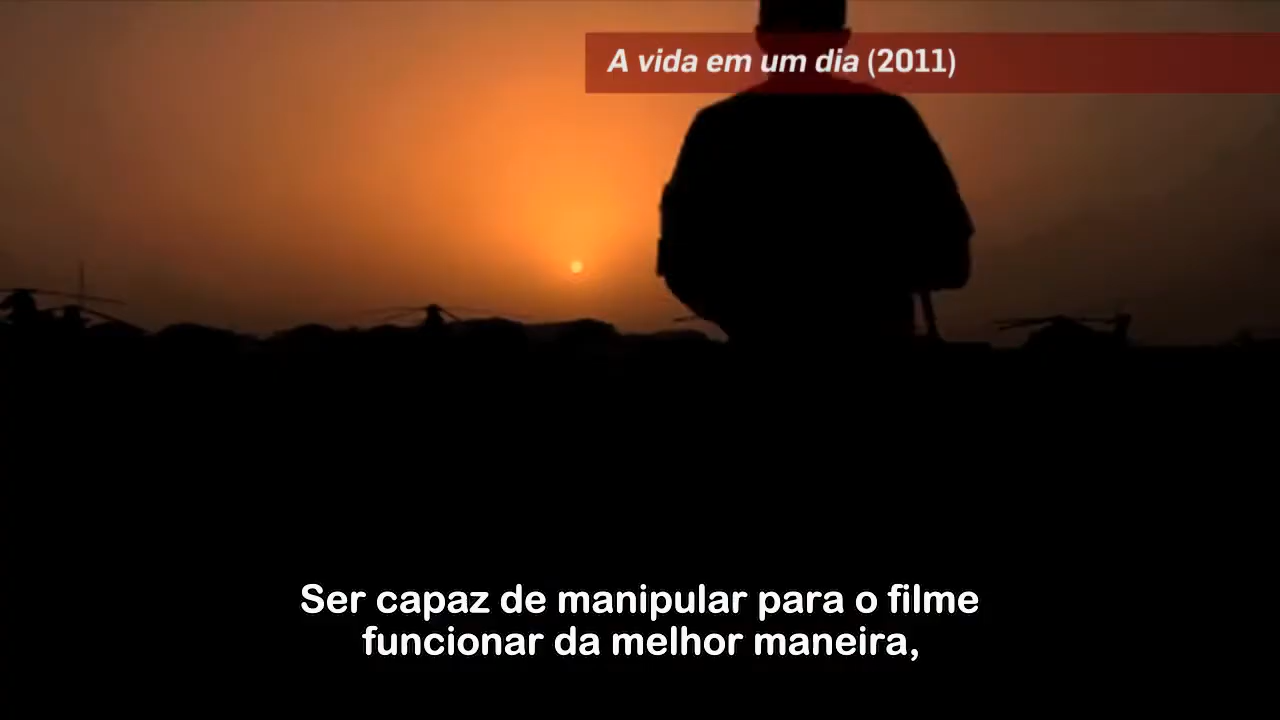 A vida em um dia (2011)
Ser capaz de manipular para o filme
funcionar da melhor maneira,